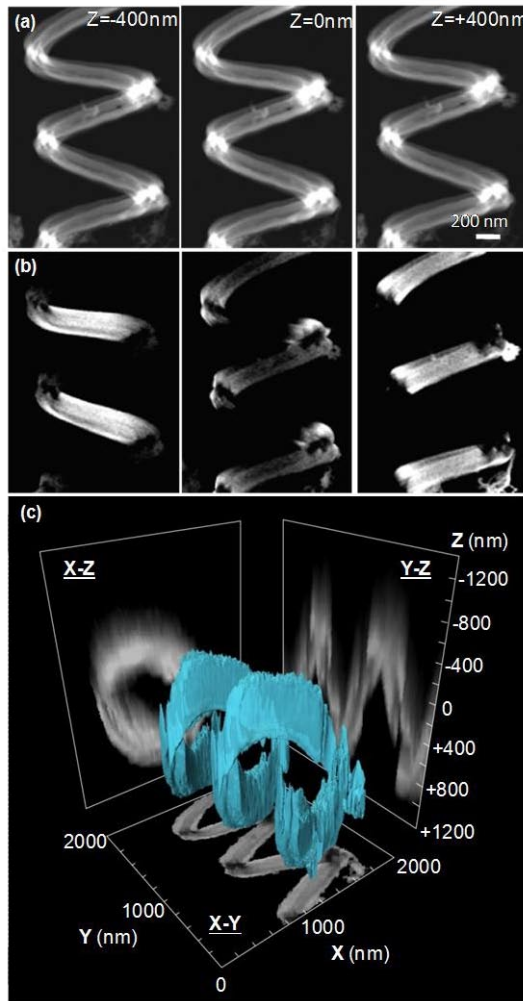 (a) Z=-400nm Z=0nm Z=+400nm
200 nm
(b)
(c)
Z (nm)
X-Z Y-Z
-1200
-800
-400
0
+400
+800
+1200
2000 2000
1000 1000
Y (nm) X-Y X (nm)
0